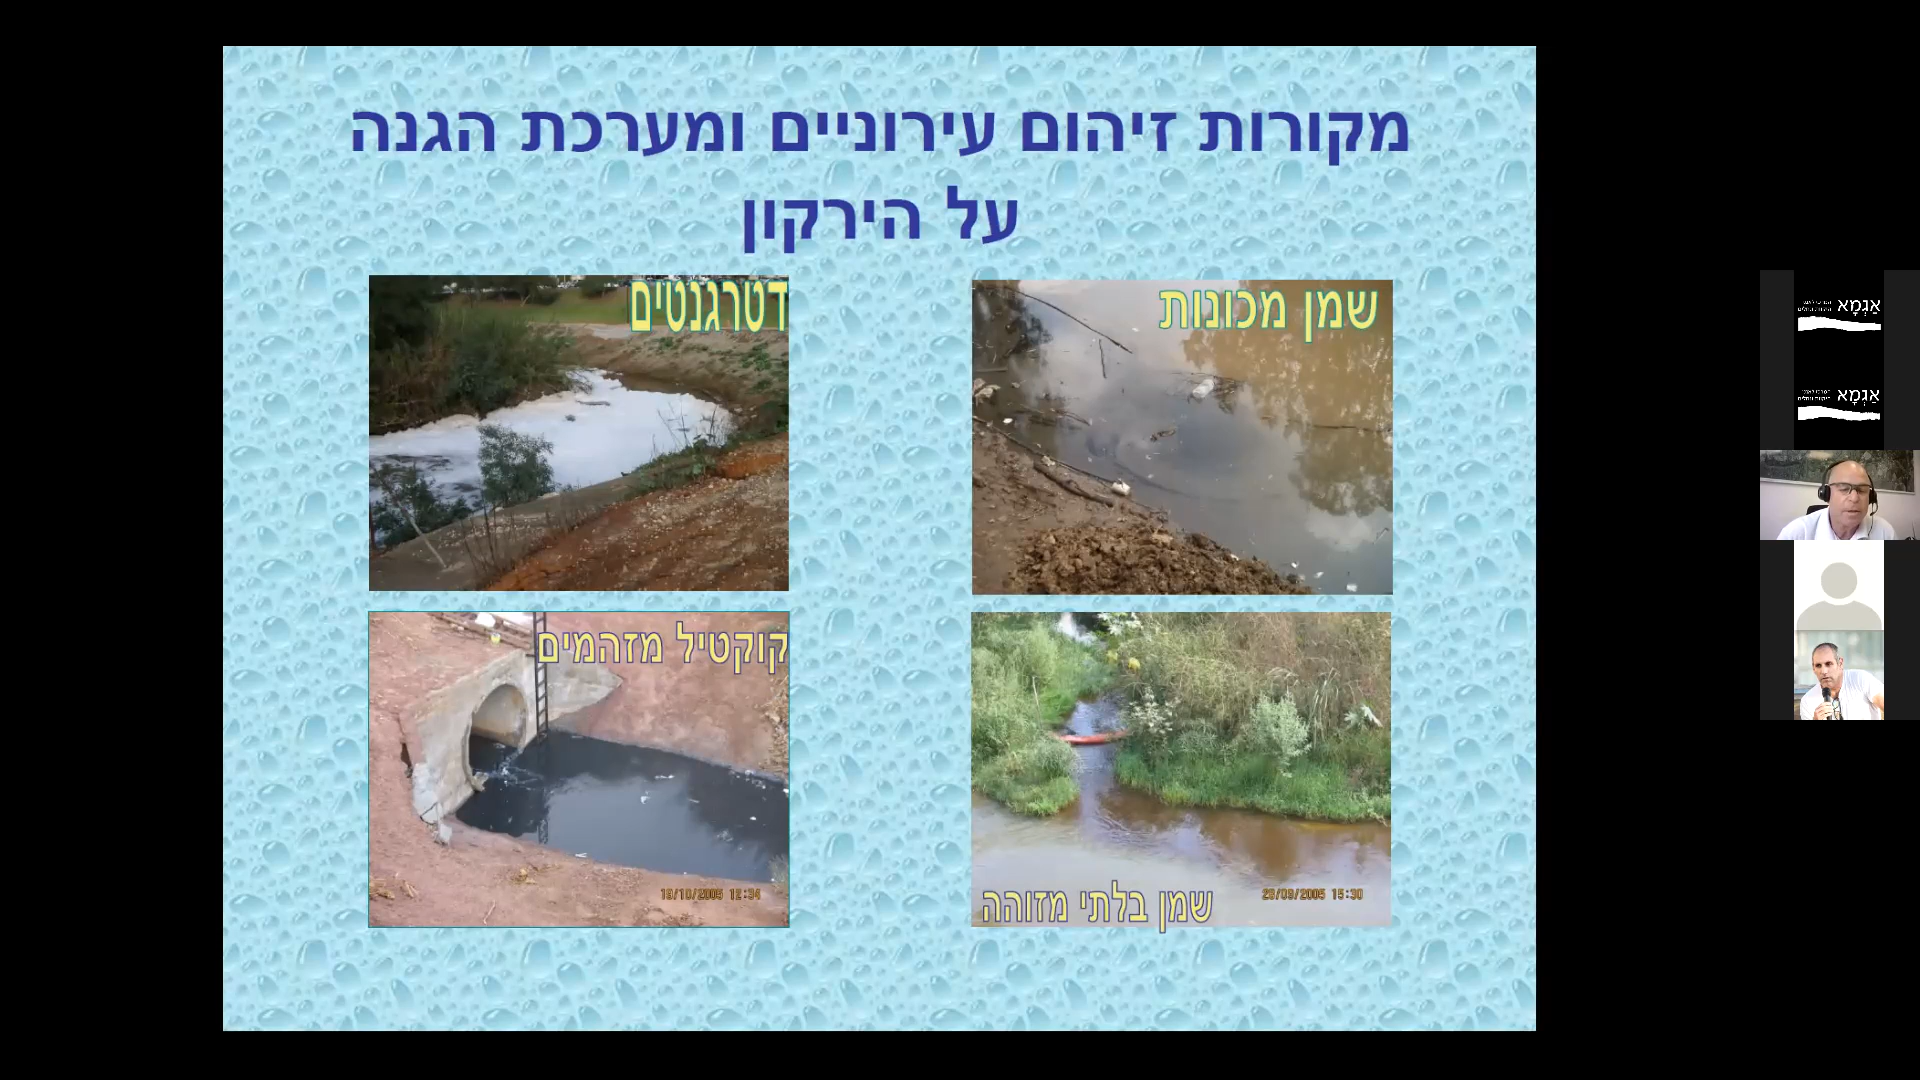 מקורות זיהום עירוניים ומערכת הגנה
על הירקון
שמן מכונות
דטרגנטים
קוקטיל מזהמים
19/10/2005 12:34
שמן בלתי מזוהה
28/09/2005 15:30
אַגְמָא
אַגְמָא